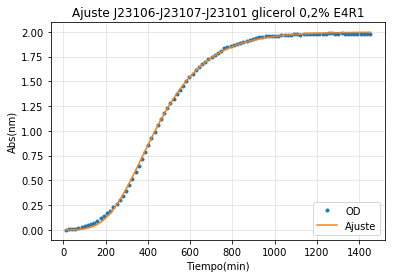 Ajuste J23106-J23107-J23101 glicerol 0,2% E4R1
2.00
1.75
1.50
1.25
1.00
0.75
0.50
0.25
0.00
Abs(nm)
OD
Ajuste
0 200 400 600 800 1000 1200 1400
Tiempo(min)